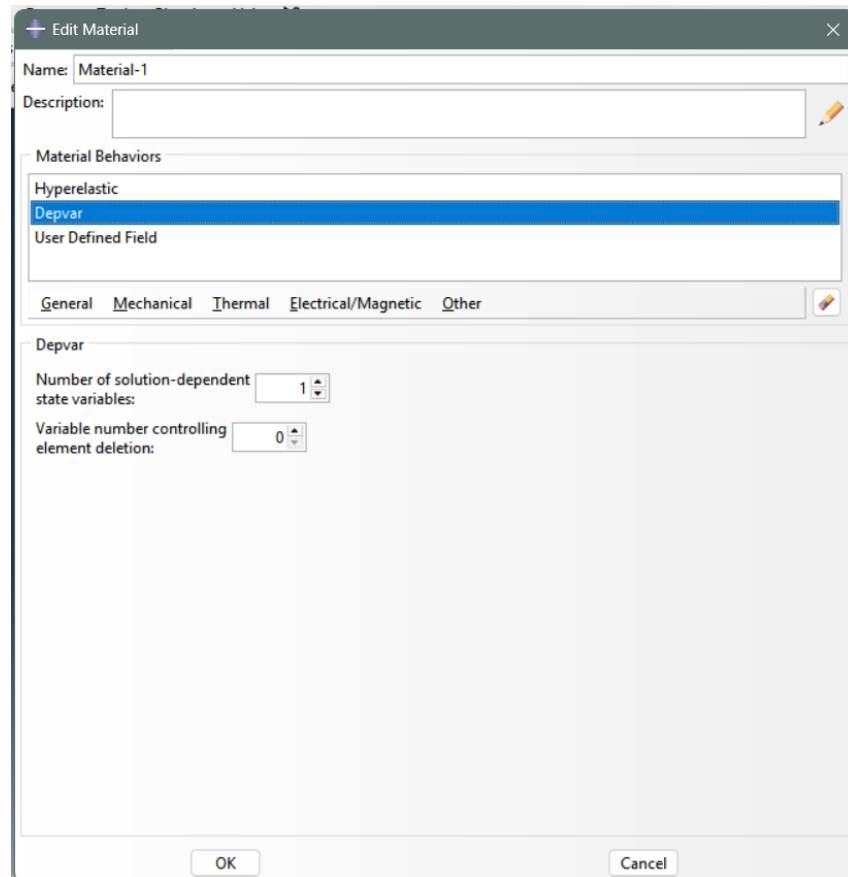 Edit Material
Name: Material-1
Description:
Material Behaviors
Hyperelastic
Depvar
User Defined Field
General Mechanical Thermal Electrical/Magnetic Other
Depvar
Number of solution-dependent
state variables: 1
Variable number controlling
element deletion: 0
OK Cancel